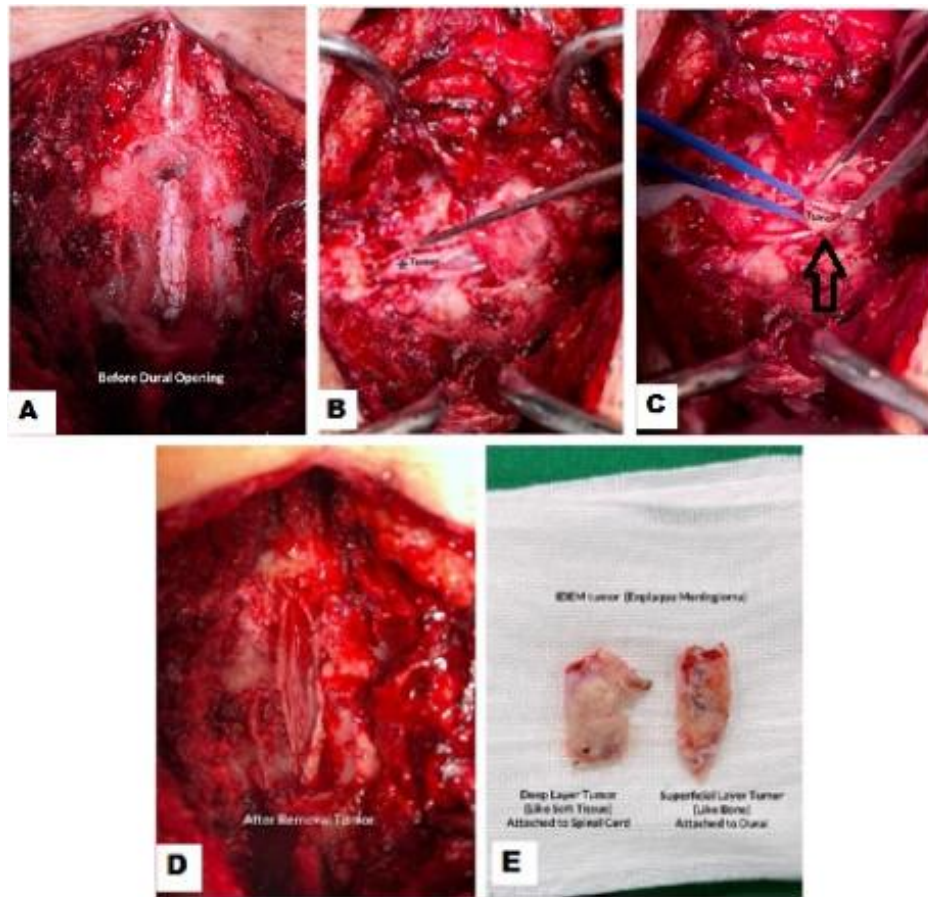 Before Dural Opening
A
Tumor
B
Tumor
C
After Removal Tumor
D
IDEM tumor (Enplaque Meningioma)
Deep Layer Tumor
(Like Soft Tissue)
Attached to Spinal Cord
Superficial Layer Tumor
(Like Bone)
Attached to Dural
E